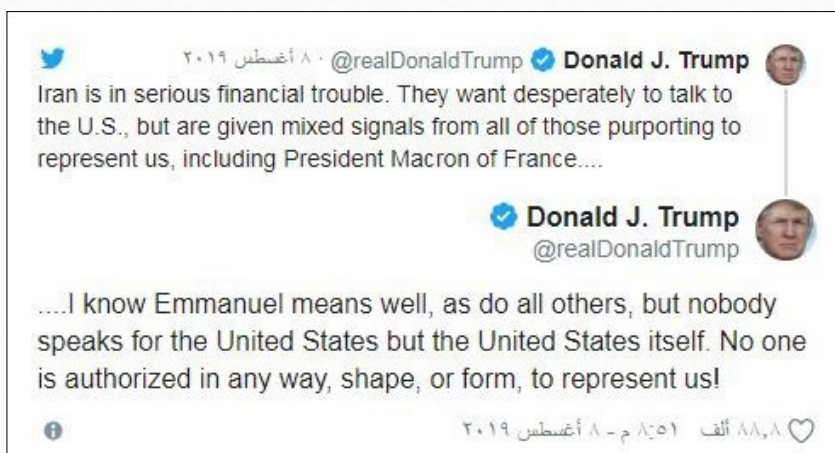 Donald J. Trump @realDonaldTrump · ٨ أغسطس ٢٠١٩
Iran is in serious financial trouble. They want desperately to talk to
the U.S., but are given mixed signals from all of those purporting to
represent us, including President Macron of France....
Donald J. Trump
@realDonaldTrump
....I know Emmanuel means well, as do all others, but nobody
speaks for the United States but the United States itself. No one
is authorized in any way, shape, or form, to represent us!
٨٨,٨ ألف ٨:٥١ م - ٨ أغسطس ٢٠١٩